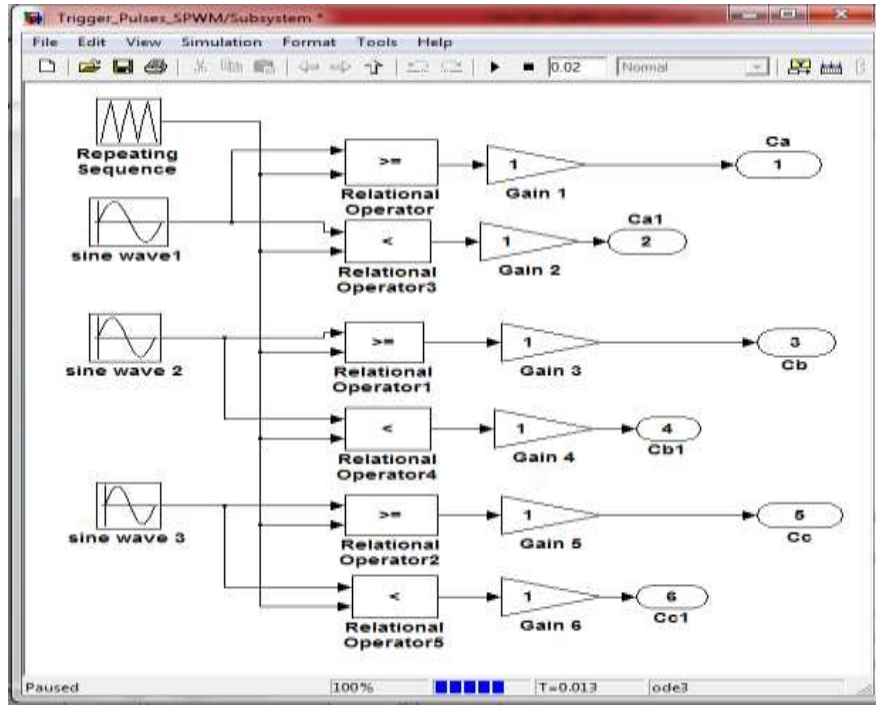 Trigger_Pulses_SPWM/Subsystem *
File Edit View Simulation Format Tools Help
0.02 Normal
Repeating
Sequence
>=
Relational
Operator
1
Gain 1
Ca
1
sine wave1
<
Relational
Operator3
1
Gain 2
Ca1
2
sine wave 2
>=
Relational
Operator1
1
Gain 3
3
Cb
<
Relational
Operator4
1
Gain 4
4
Cb1
sine wave 3
>=
Relational
Operator2
1
Gain 5
5
Cc
<
Relational
Operator5
1
Gain 6
6
Cc1
Paused 100% T=0.013 ode3